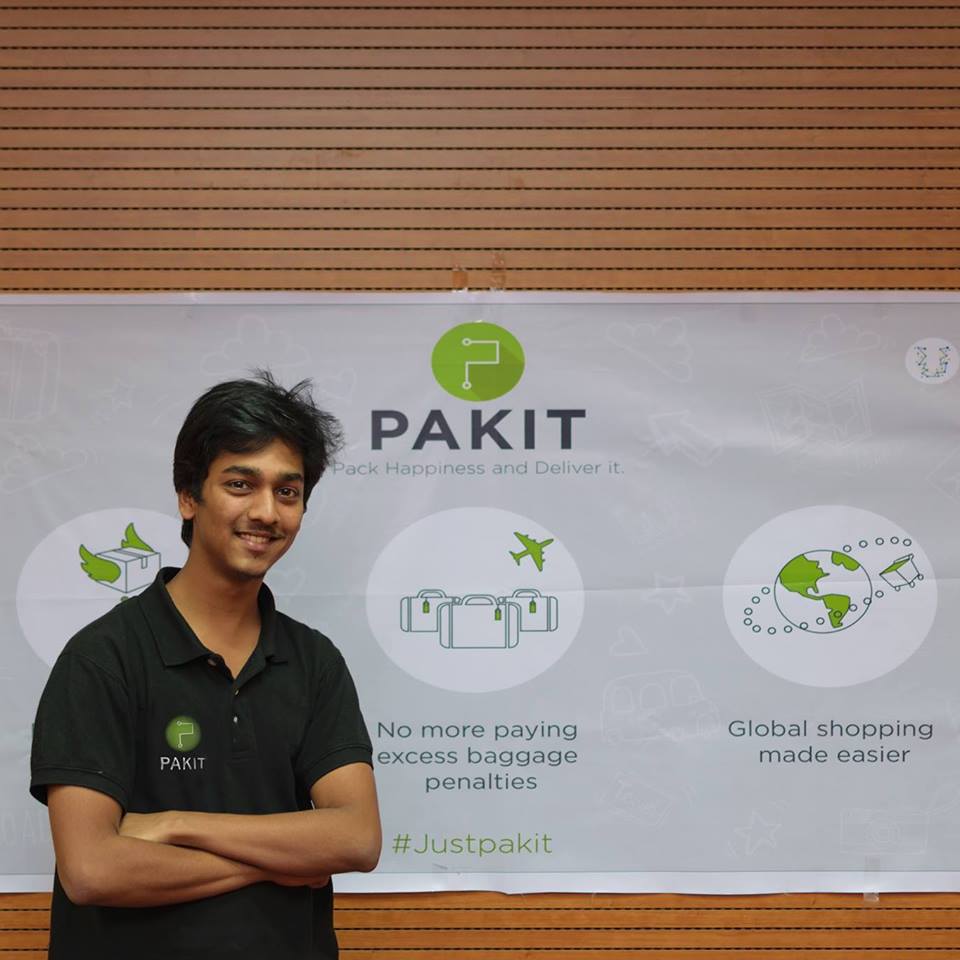 PAKIT
Pack Happiness and Deliver it.
PAKIT
No more paying
excess baggage
penalties
Global shopping
made easier
#Justpakit